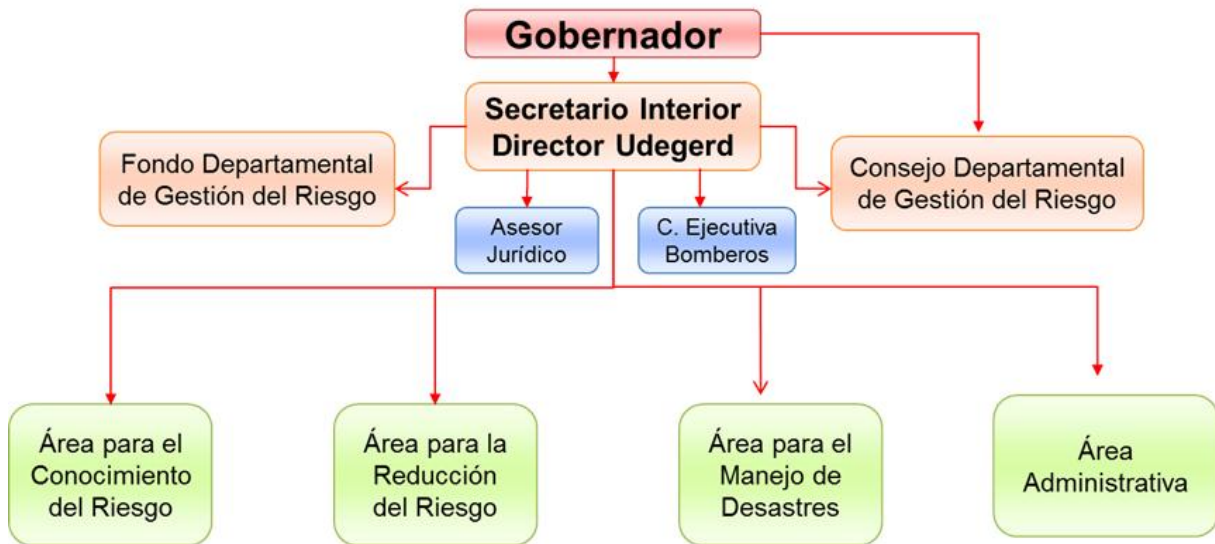 Gobernador
Secretario Interior
Director Udegerd
Fondo Departamental
de Gestión del Riesgo
Consejo Departamental
de Gestión del Riesgo
Asesor
Jurídico
C. Ejecutiva
Bomberos
Área para el
Conocimiento
del Riesgo
Área para la
Reducción
del Riesgo
Área para el
Manejo de
Desastres
Área
Administrativa